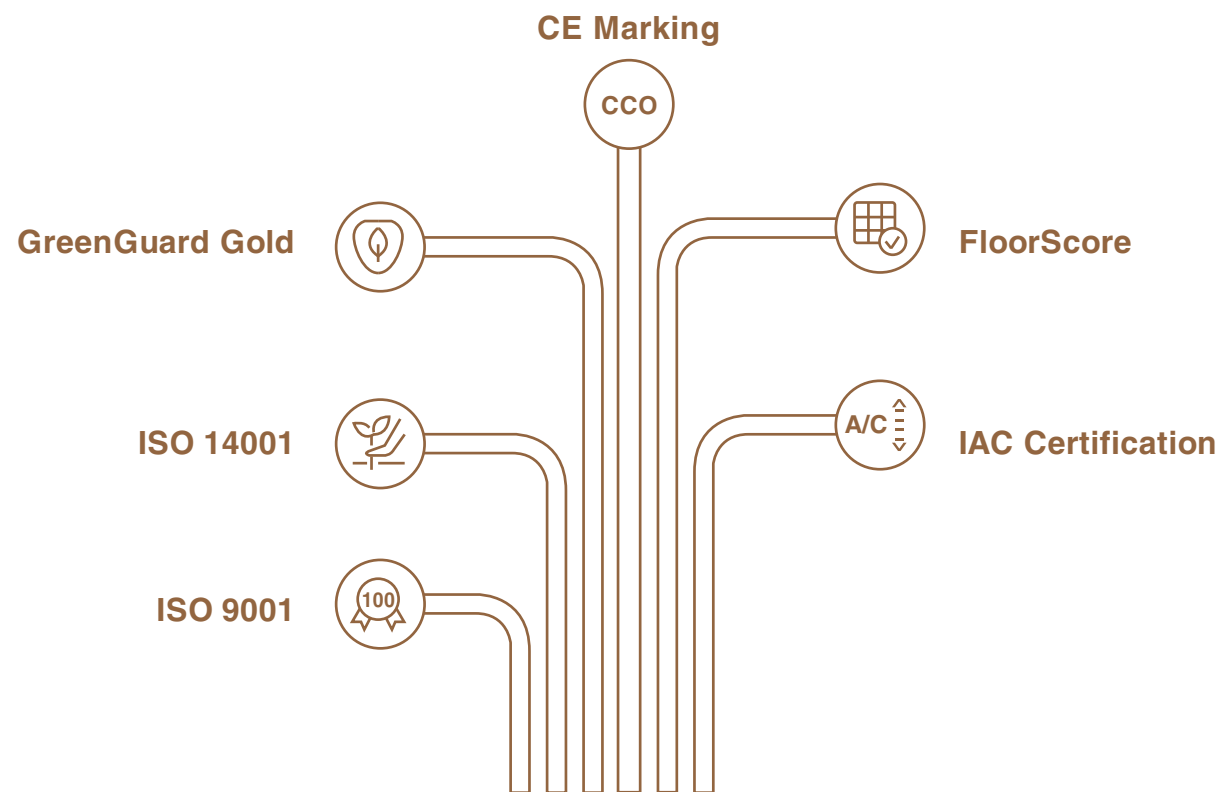 CE Marking
CCO
GreenGuard Gold
FloorScore
ISO 14001
A/C
IAC Certification
ISO 9001
100